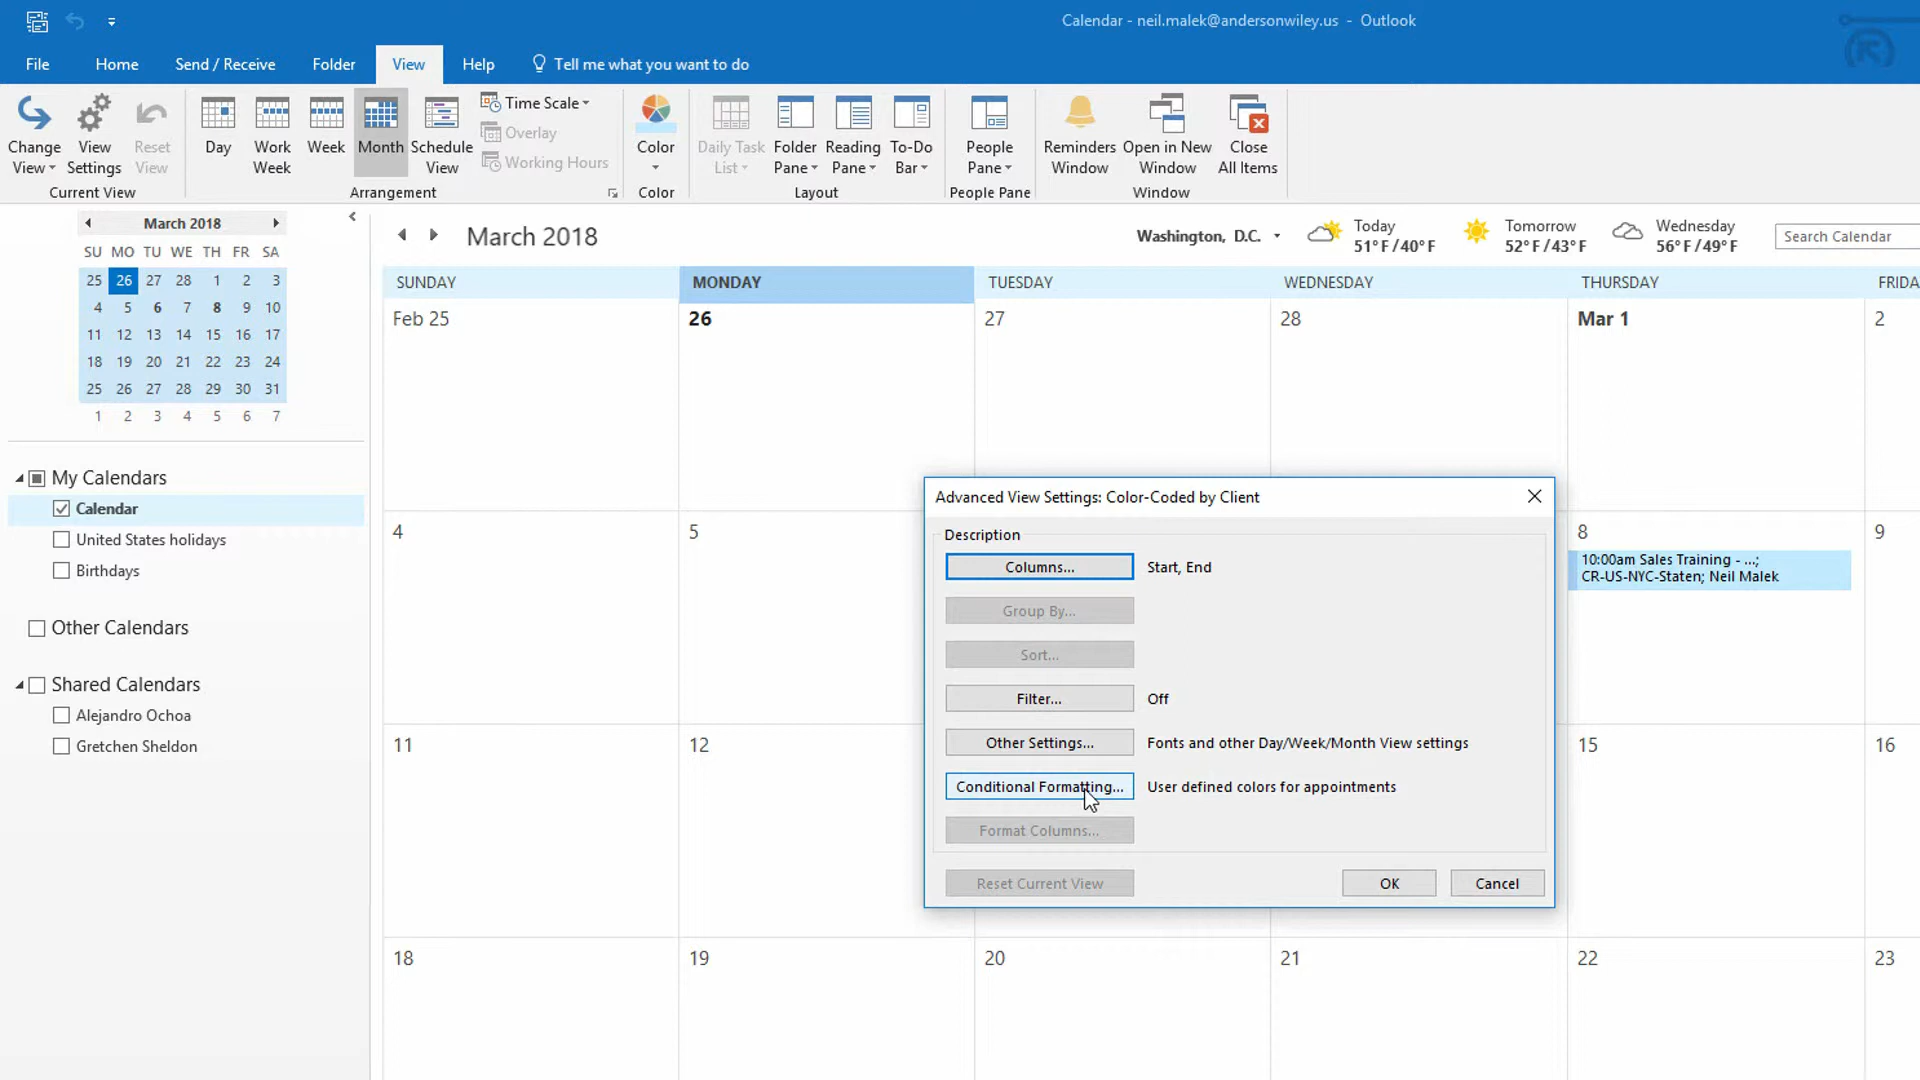 Calendar - neil.malek@andersonwiley.us - Outlook
File Home Send / Receive Folder View Help Tell me what you want to do
Change View View Settings Reset View
Current View
Day Work Week Week Month Schedule View
Time Scale
Overlay
Working Hours
Arrangement
Color
Color
Daily Task List Folder Pane Reading Pane To-Do Bar
Layout
People Pane
People Pane
Reminders Window Open in New Window Close All Items
Window
March 2018
SU MO TU WE TH FR SA
25 26 27 28 1 2 3
4 5 6 7 8 9 10
11 12 13 14 15 16 17
18 19 20 21 22 23 24
25 26 27 28 29 30 31
1 2 3 4 5 6 7
My Calendars
Calendar
United States holidays
Birthdays
Other Calendars
Shared Calendars
Alejandro Ochoa
Gretchen Sheldon
March 2018
Washington, D.C.
Today
51°F/40°F
Tomorrow
52°F/43°F
Wednesday
56°F/49°F
Search Calendar
SUNDAY MONDAY TUESDAY WEDNESDAY THURSDAY FRIDA
Feb 25 26 27 28 Mar 1 2
4 5 8 9
10:00am Sales Training - ...;
CR-US-NYC-Staten; Neil Malek
11 12 15 16
18 19 20 21 22 23
Advanced View Settings: Color-Coded by Client
Description
Columns... Start, End
Group By...
Sort...
Filter... Off
Other Settings... Fonts and other Day/Week/Month View settings
Conditional Formatting... User defined colors for appointments
Format Columns...
Reset Current View OK Cancel